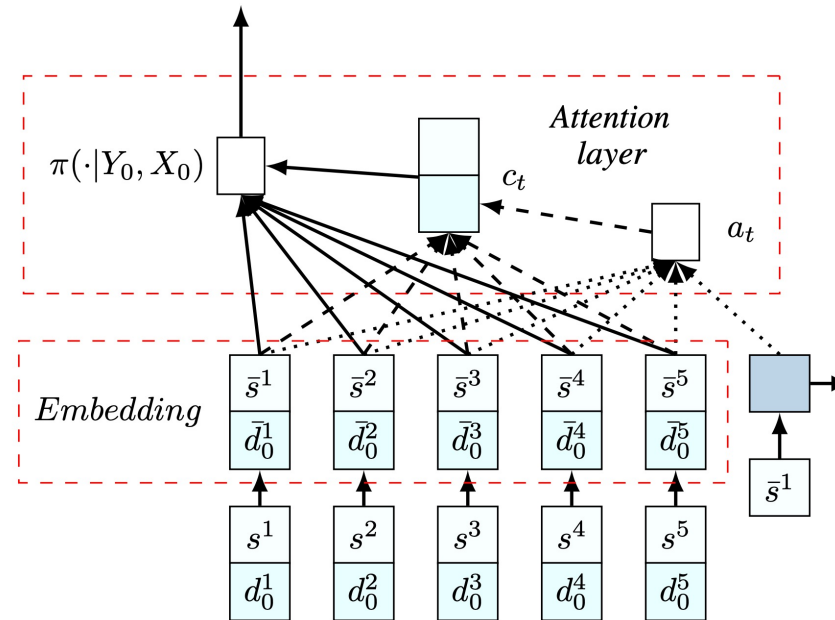 Attention
layer
π(·|Y₀, X₀)
cₜ
aₜ
Embedding
s̄¹ s̄² s̄³ s̄⁴ s̄⁵
d̄₀¹ d̄₀² d̄₀³ d̄₀⁴ d̄₀⁵
s̄¹
s¹ s² s³ s⁴ s⁵
d₀¹ d₀² d₀³ d₀⁴ d₀⁵